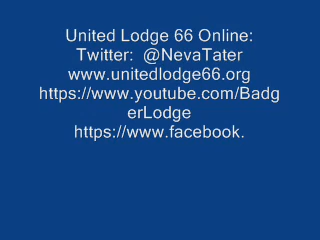 United Lodge 66 Online:
Twitter:  @NevaTater
www.unitedlodge66.org
https://www.youtube.com/Badg
erLodge
https://www.facebook.